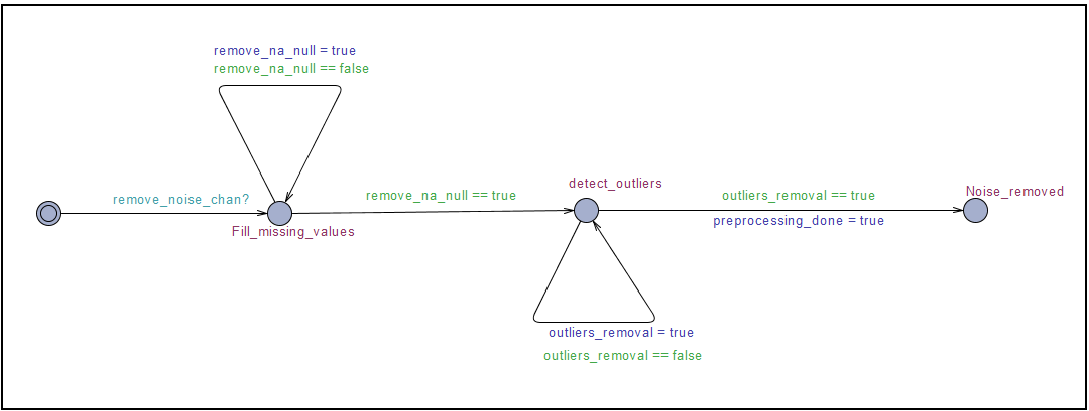 remove_na_null = true
remove_na_null == false
remove_noise_chan?
Fill_missing_values
remove_na_null == true
detect_outliers
outliers_removal == true
preprocessing_done = true
Noise_removed
outliers_removal = true
outliers_removal == false